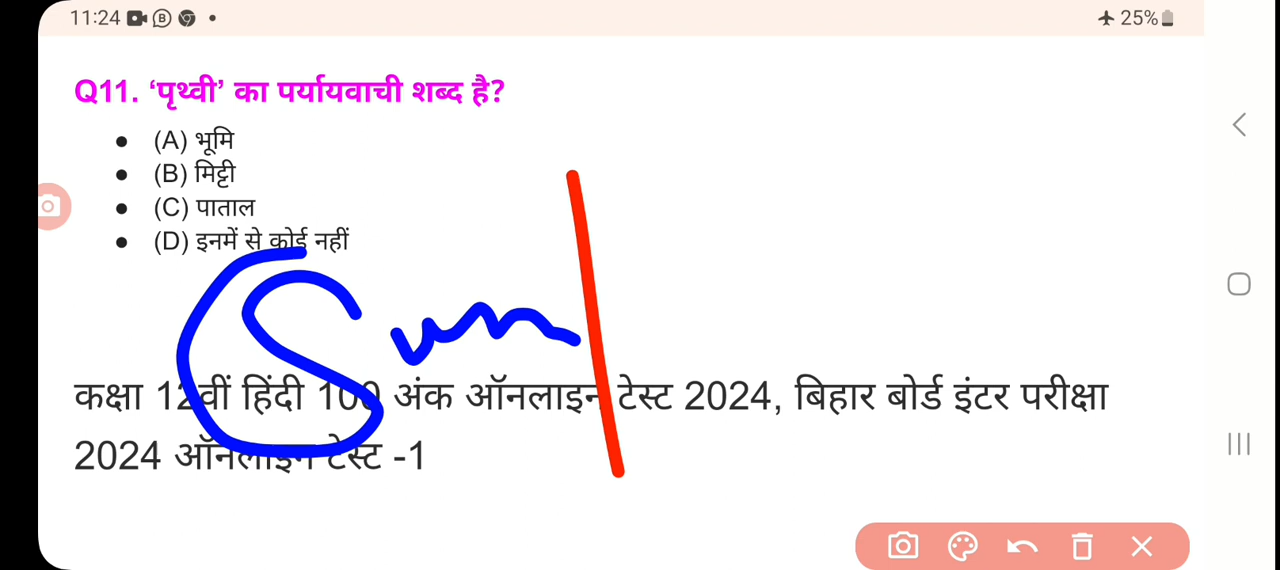 11:24 25%
Q11. ‘पृथ्वी’ का पर्यायवाची शब्द है?
● (A) भूमि
● (B) मिट्टी
● (C) पाताल
● (D) इनमें से कोई नहीं
Sun
कक्षा 12वीं हिंदी 100 अंक ऑनलाइन टेस्ट 2024, बिहार बोर्ड इंटर परीक्षा
2024 ऑनलाइन टेस्ट -1